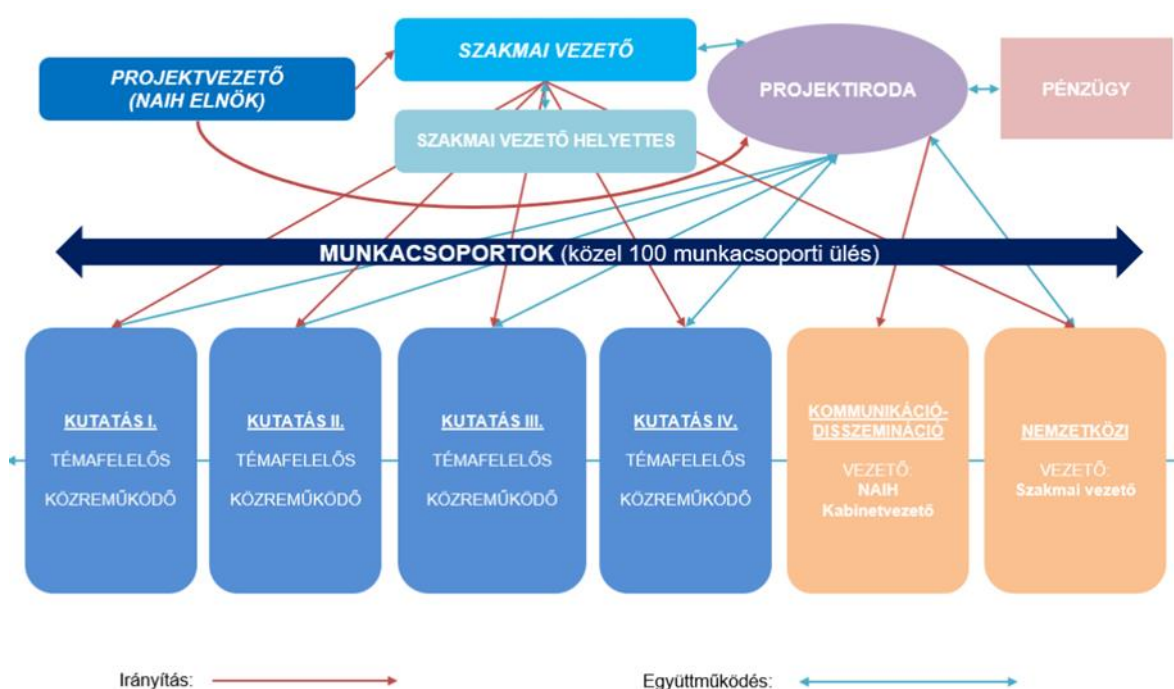 SZAKMAI VEZETŐ
PROJEKTVEZETŐ
(NAIH ELNÖK)
PROJEKTIRODA
PÉNZÜGY
SZAKMAI VEZETŐ HELYETTES
MUNKACSOPORTOK (közel 100 munkacsoporti ülés)
KUTATÁS I.
TÉMAFELELŐS
KÖZREMŰKÖDŐ
KUTATÁS II.
TÉMAFELELŐS
KÖZREMŰKÖDŐ
KUTATÁS III.
TÉMAFELELŐS
KÖZREMŰKÖDŐ
KUTATÁS IV.
TÉMAFELELŐS
KÖZREMŰKÖDŐ
KOMMUNIKÁCIÓ-
DISSZEMINÁCIÓ
VEZETŐ:
NAIH
Kabinetvezető
NEMZETKÖZI
VEZETŐ:
Szakmai vezető
Irányítás:
Együttműködés: